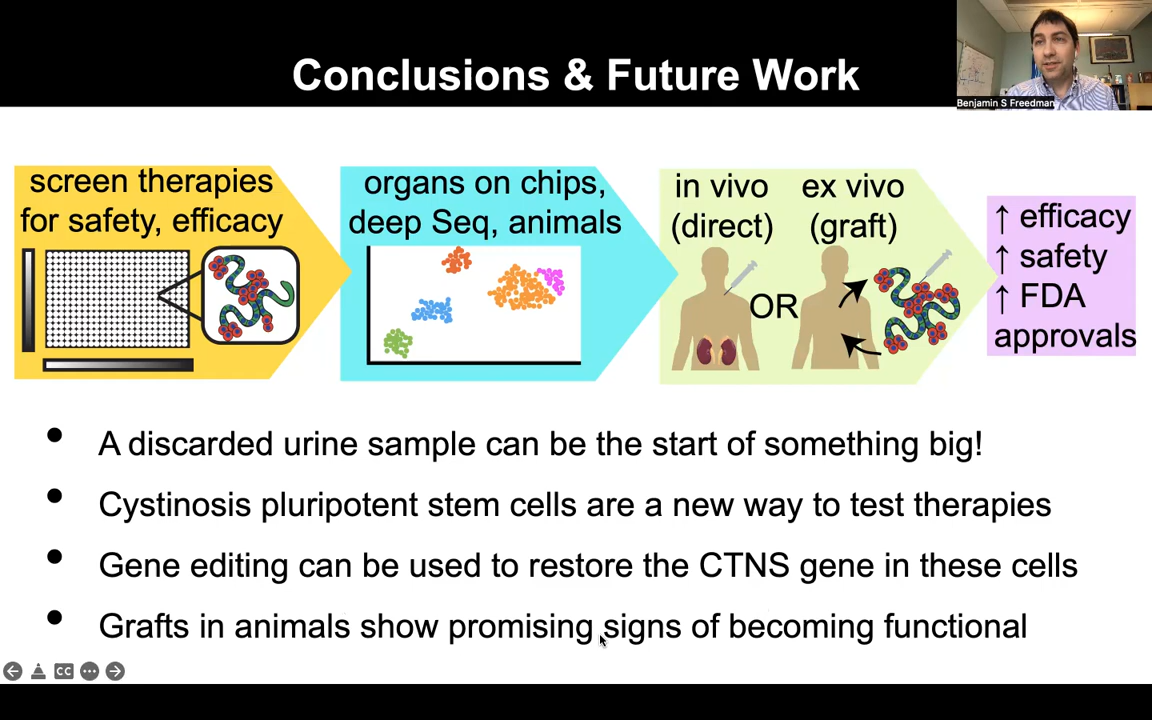 Conclusions & Future Work
Benjamin S Freedman
screen therapies
for safety, efficacy
organs on chips,
deep Seq, animals
in vivo
(direct)
OR
ex vivo
(graft)
↑ efficacy
↑ safety
↑ FDA
approvals
• A discarded urine sample can be the start of something big!
• Cystinosis pluripotent stem cells are a new way to test therapies
• Gene editing can be used to restore the CTNS gene in these cells
• Grafts in animals show promising signs of becoming functional
CC